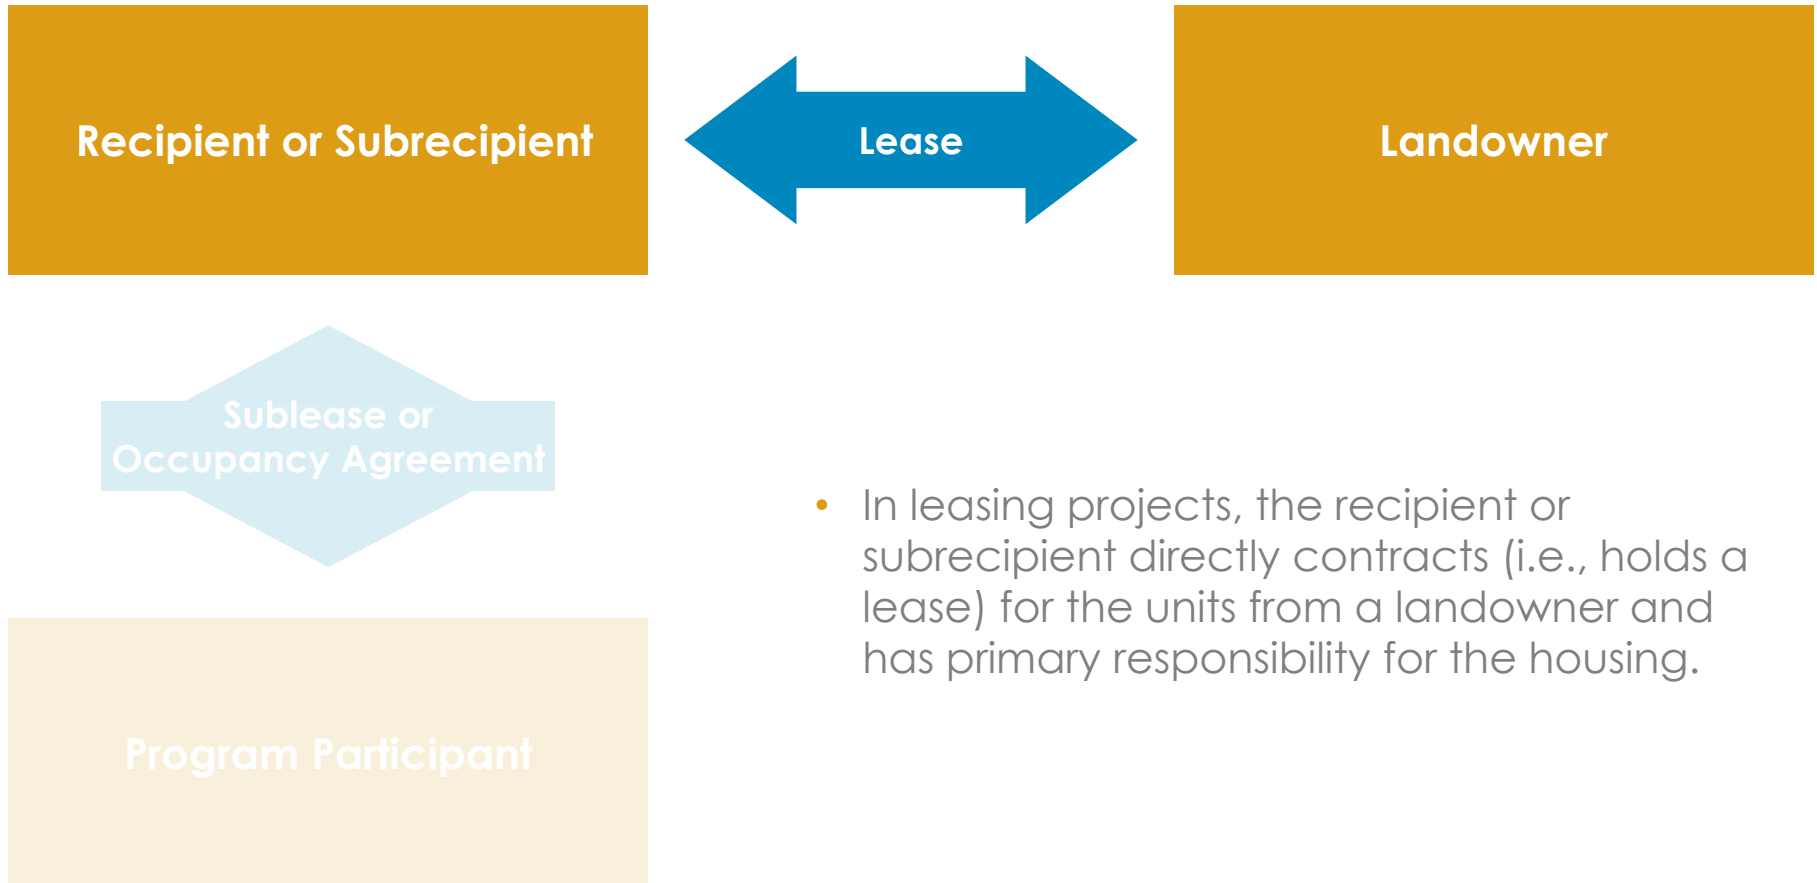 Recipient or Subrecipient
Lease
Landowner
Sublease or
Occupancy Agreement
Program Participant
• In leasing projects, the recipient or
subrecipient directly contracts (i.e., holds a
lease) for the units from a landowner and
has primary responsibility for the housing.